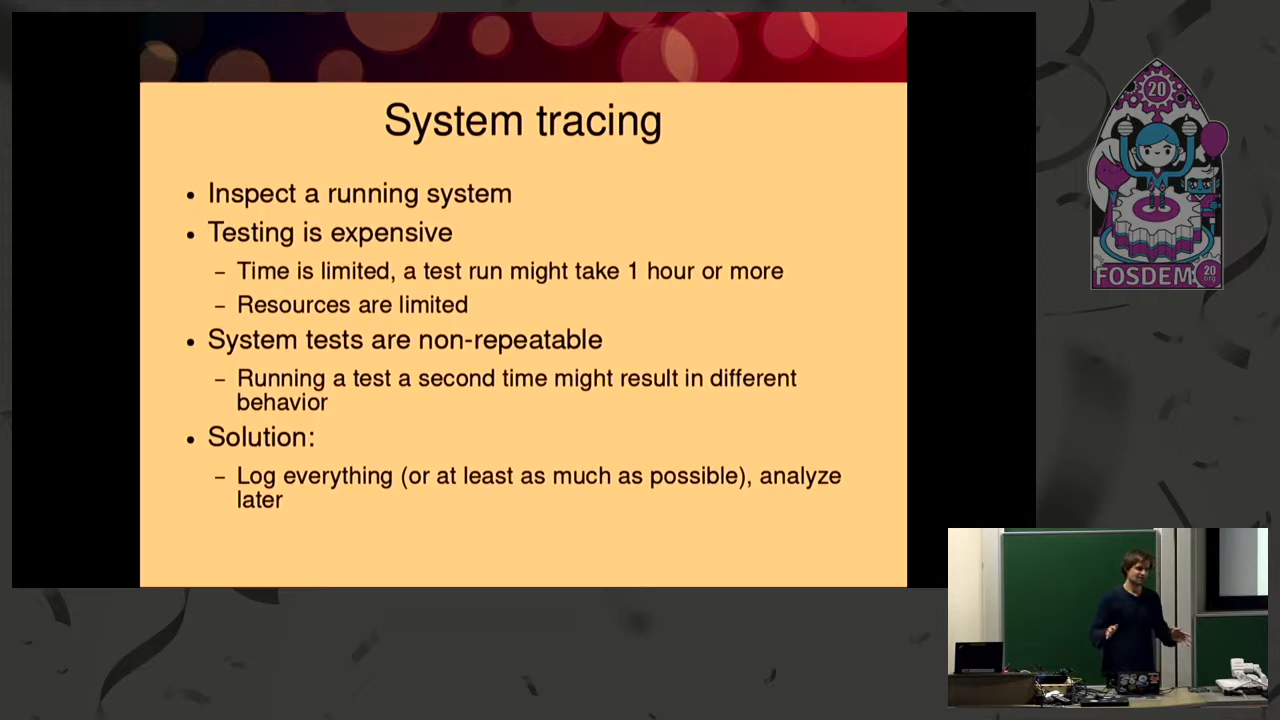 System tracing
• Inspect a running system
• Testing is expensive
– Time is limited, a test run might take 1 hour or more
– Resources are limited
• System tests are non-repeatable
– Running a test a second time might result in different
behavior
• Solution:
– Log everything (or at least as much as possible), analyze
later
20
FOSDEM 20
org